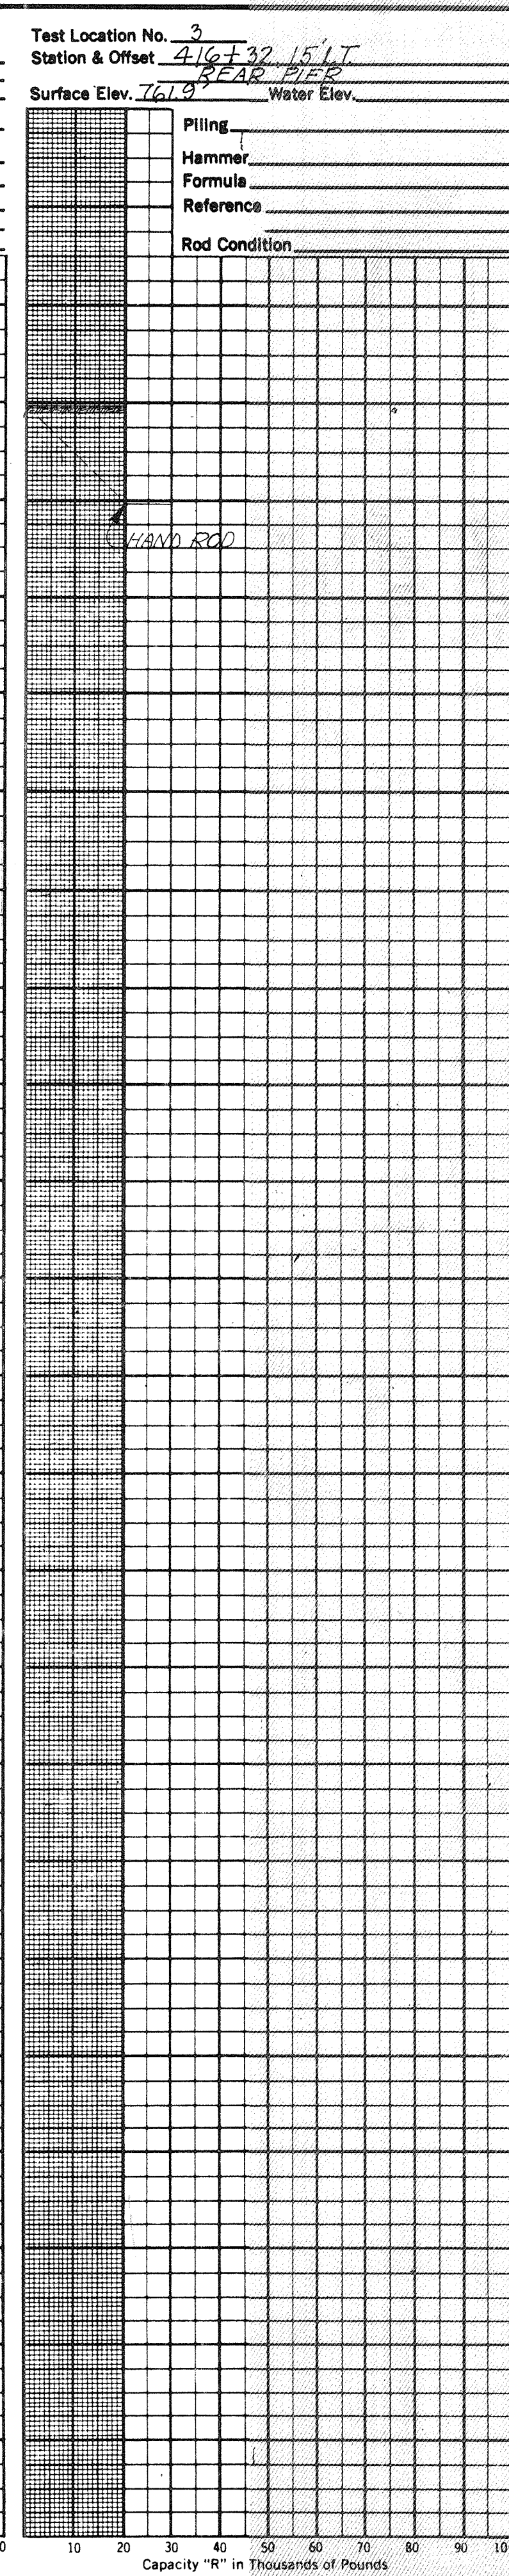 Test Location No. 3
Station & Offset 416+32, 15' LT.
REAR PIER
Surface Elev. 761.9' Water Elev.
Piling
Hammer
Formula
Reference
Rod Condition
HAND ROD
0 10 20 30 40 50 60 70 80 90 10
Capacity "R" in Thousands of Pounds